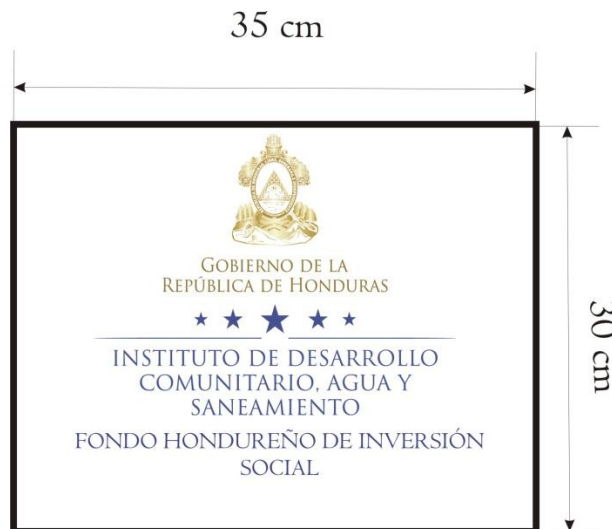 35 cm
GOBIERNO DE LA
REPÚBLICA DE HONDURAS
INSTITUTO DE DESARROLLO
COMUNITARIO, AGUA Y
SANEAMIENTO
FONDO HONDUREÑO DE INVERSIÓN
SOCIAL
30 cm